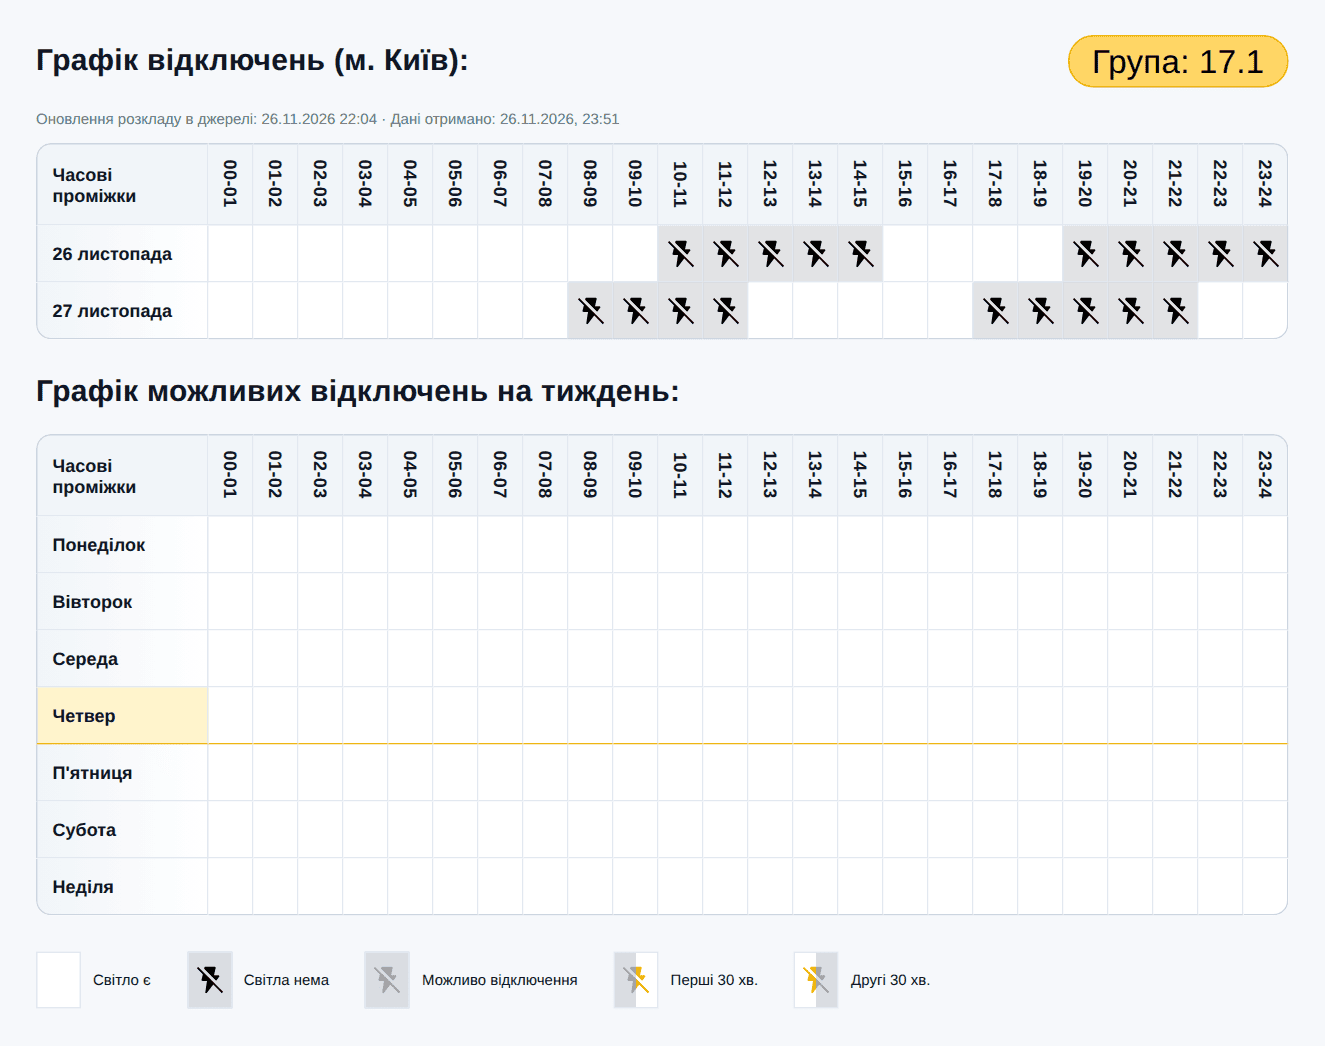 Графік відключень (м. Київ):
Група: 17.1
Оновлення розкладу в джерелі: 26.11.2026 22:04 · Дані отримано: 26.11.2026, 23:51
Часові проміжки 00-01 01-02 02-03 03-04 04-05 05-06 06-07 07-08 08-09 09-10 10-11 11-12 12-13 13-14 14-15 15-16 16-17 17-18 18-19 19-20 20-21 21-22 22-23 23-24
26 листопада
27 листопада
Графік можливих відключень на тиждень:
Часові проміжки 00-01 01-02 02-03 03-04 04-05 05-06 06-07 07-08 08-09 09-10 10-11 11-12 12-13 13-14 14-15 15-16 16-17 17-18 18-19 19-20 20-21 21-22 22-23 23-24
Понеділок
Вівторок
Середа
Четвер
П'ятниця
Субота
Неділя
Світло є Світла нема Можливо відключення Перші 30 хв. Другі 30 хв.